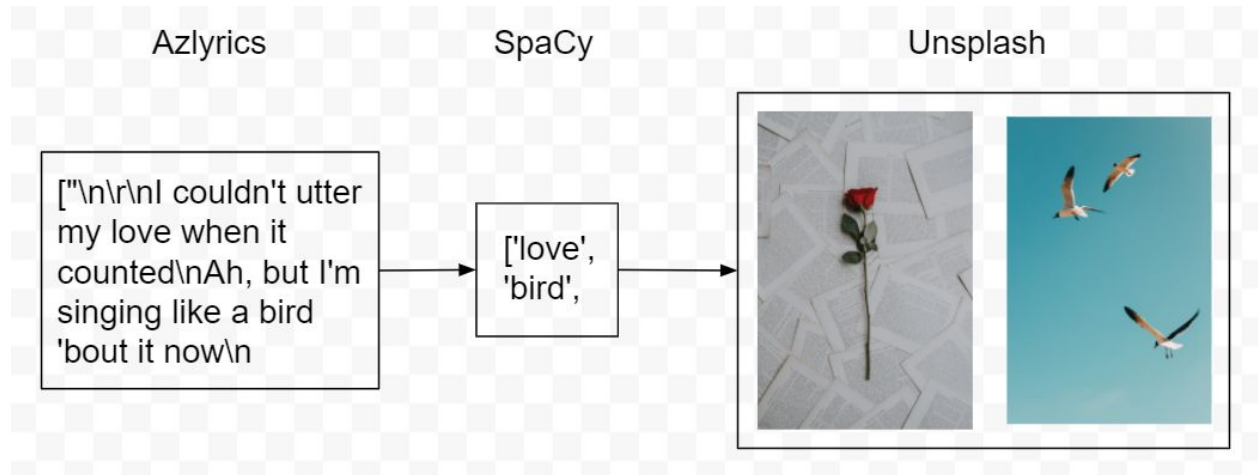 Azlyrics
SpaCy
Unsplash
["\n\r\nI couldn't utter
my love when it
counted\nAh, but I'm
singing like a bird
'bout it now\n
['love',
'bird',